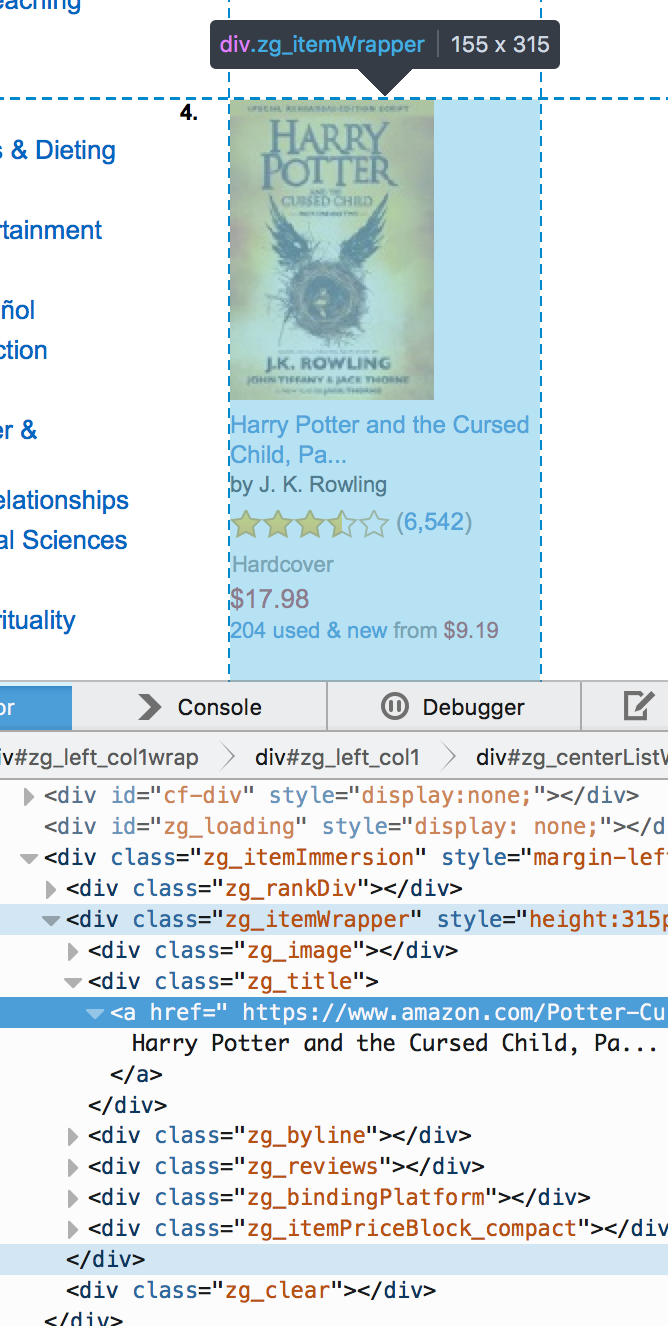 eaching
div.zg_itemWrapper | 155 x 315
4.
s & Dieting
rtainment
ñol
ction
er &
elationships
al Sciences
rituality
SPECIAL REHEARSAL EDITION SCRIPT
HARRY
POTTER
AND THE
CURSED CHILD
PARTS ONE AND TWO
J.K. ROWLING
JOHN TIFFANY & JACK THORNE
JACK THORNE
Harry Potter and the Cursed
Child, Pa...
by J. K. Rowling
(6,542)
Hardcover
$17.98
204 used & new from $9.19
or Console Debugger
iv#zg_left_col1wrap div#zg_left_col1 div#zg_centerListW
<div id="cf-div" style="display:none;"></div>
<div id="zg_loading" style="display: none;"></d
<div class="zg_itemImmersion" style="margin-left
<div class="zg_rankDiv"></div>
<div class="zg_itemWrapper" style="height:315p
<div class="zg_image"></div>
<div class="zg_title">
<a href=" https://www.amazon.com/Potter-Cu
Harry Potter and the Cursed Child, Pa...
</a>
</div>
<div class="zg_byline"></div>
<div class="zg_reviews"></div>
<div class="zg_bindingPlatform"></div>
<div class="zg_itemPriceBlock_compact"></div
</div>
<div class="zg_clear"></div>
</div>